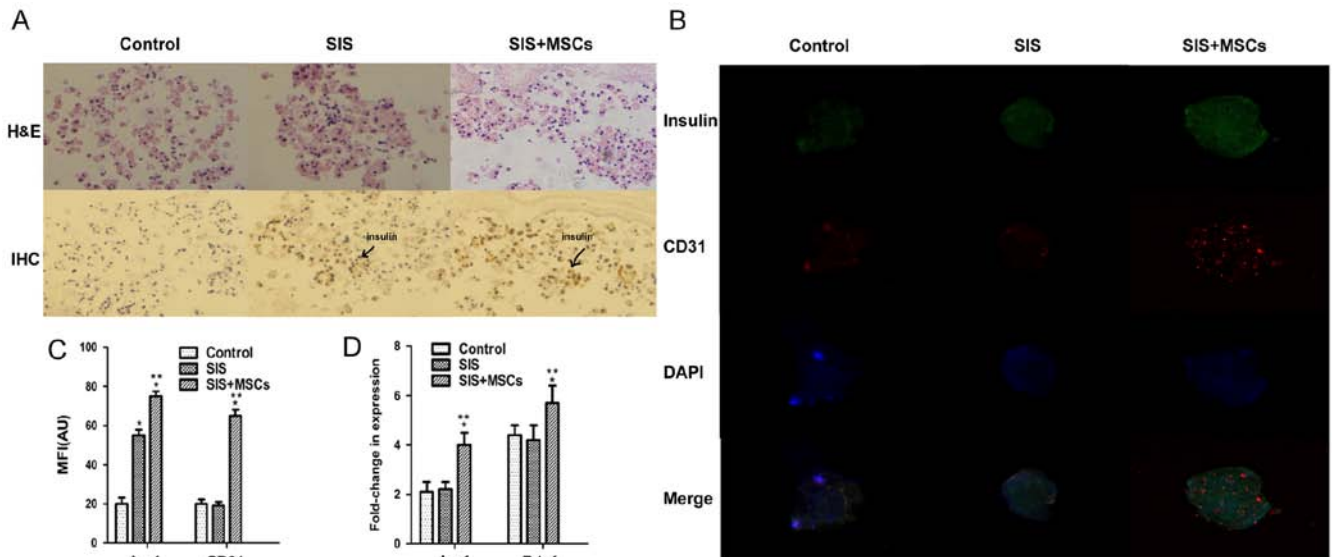 A
Control SIS SIS+MSCs
H&E
IHC
insulin
insulin
B
Control SIS SIS+MSCs
Insulin
CD31
DAPI
Merge
C
MFI(AU)
100
80
60
40
20
0
Control
SIS
SIS+MSCs
*
**
*
**
*
D
Fold-change in expression
8
6
4
2
0
Control
SIS
SIS+MSCs
**
*
**
*